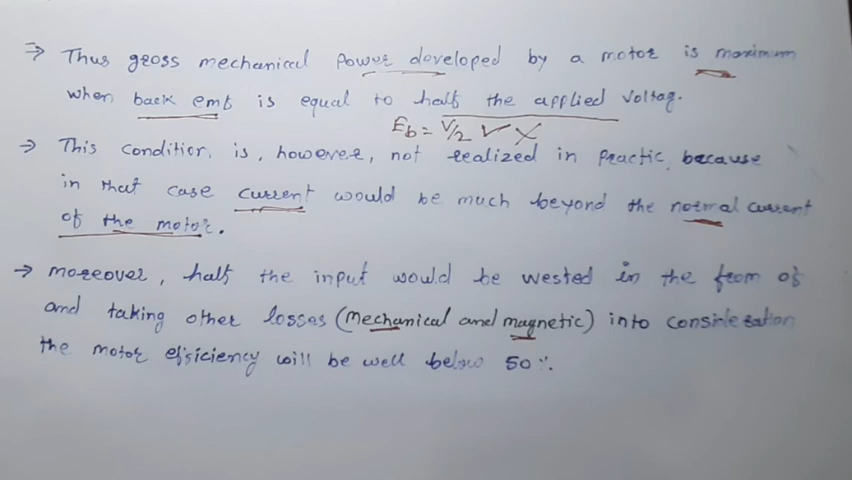 ⇒ Thus gross mechanical power developed by a motor is maximum
when back emf is equal to half the applied voltag.
Eb = V/2 ✓ ✗
→ This condition is, however, not realized in practic, because
in that case current would be much beyond the normal current
of the motor.
→ moreover, half the input would be wested in the from of
and taking other losses (mechanical and magnetic) into consideration
the motor efficiency will be well below 50 %.